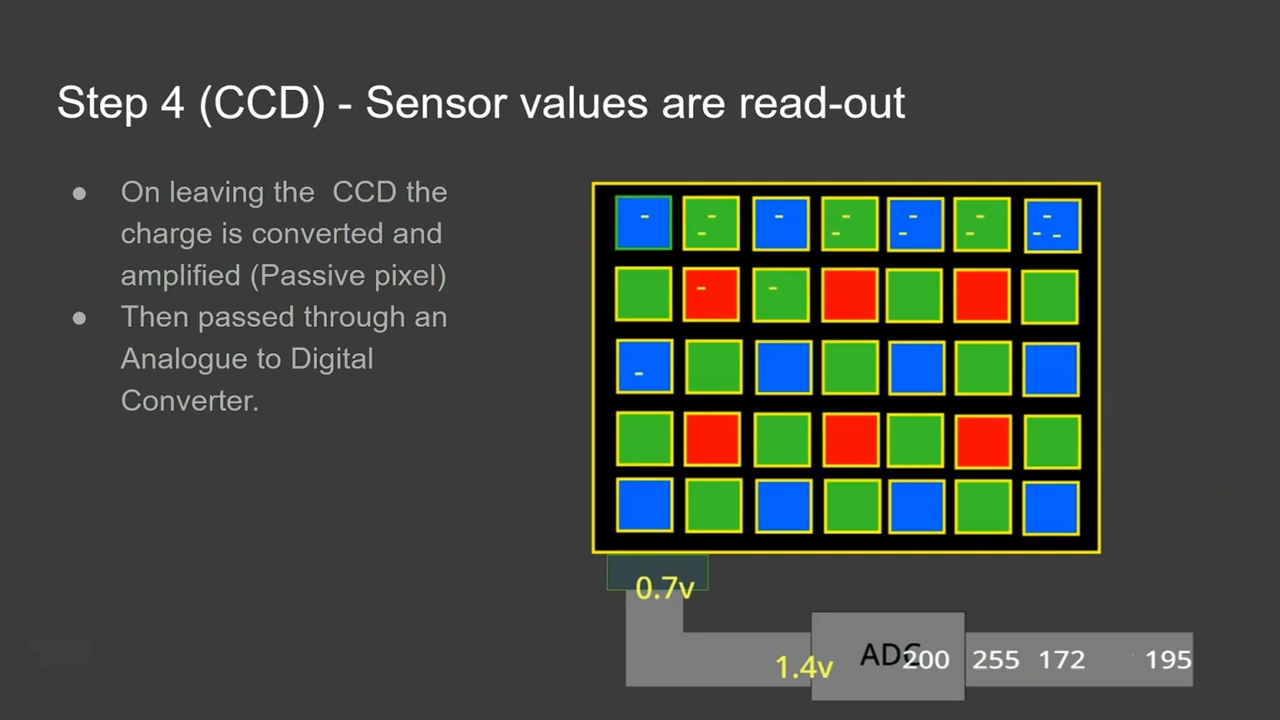 Step 4 (CCD) - Sensor values are read-out
● On leaving the  CCD the
charge is converted and
amplified (Passive pixel)
● Then passed through an
Analogue to Digital
Converter.
0.7v
1.4v
ADC
200 255 172 195